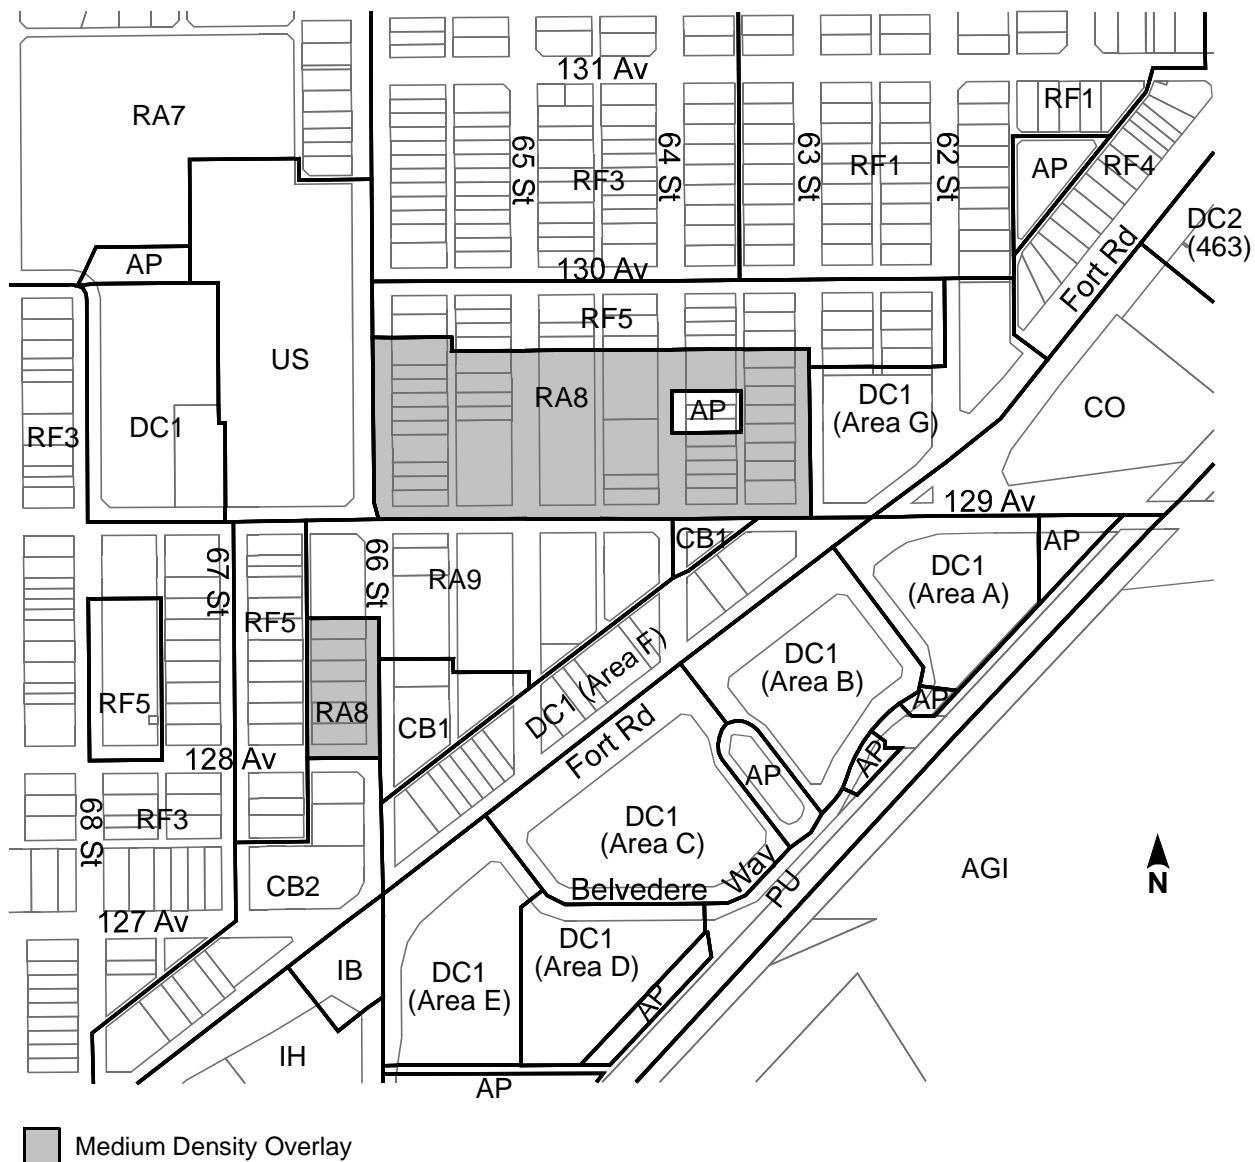 131 Av
RA7
RF1
65 St
64 St
63 St
62 St
RF3
RF1
AP
RF4
DC2
(463)
AP
130 Av
Fort Rd
RF5
US
RA8
AP
DC1
(Area G)
CO
RF3
DC1
129 Av
CB1
AP
67 St
66 St
RA9
DC1
(Area A)
RF5
DC1 (Area F)
DC1
(Area B)
AP
RF5
RA8
CB1
Fort Rd
AP
128 Av
AP
68 St
RF3
DC1
(Area C)
CB2
Belvedere Way
PU
AGI
N
127 Av
DC1
(Area D)
IB
DC1
(Area E)
AP
IH
AP
Medium Density Overlay